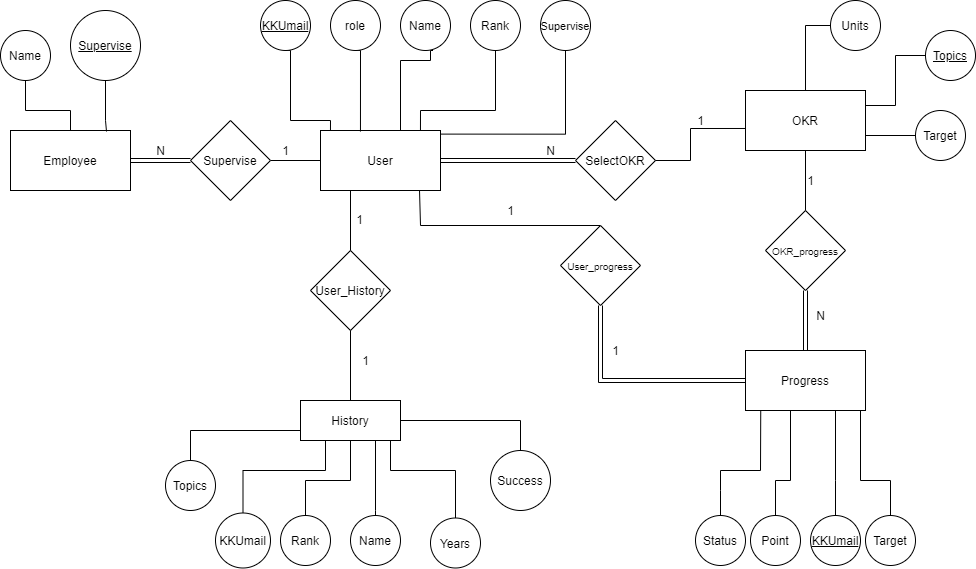 KKUmail
role
Name
Rank
Supervise
Units
Name
Supervise
Topics
OKR
Target
Employee
N
Supervise
1
User
N
SelectOKR
1
1
1
1
User_History
User_progress
OKR_progress
1
1
N
Progress
History
Topics
Success
KKUmail
Rank
Name
Years
Status
Point
KKUmail
Target